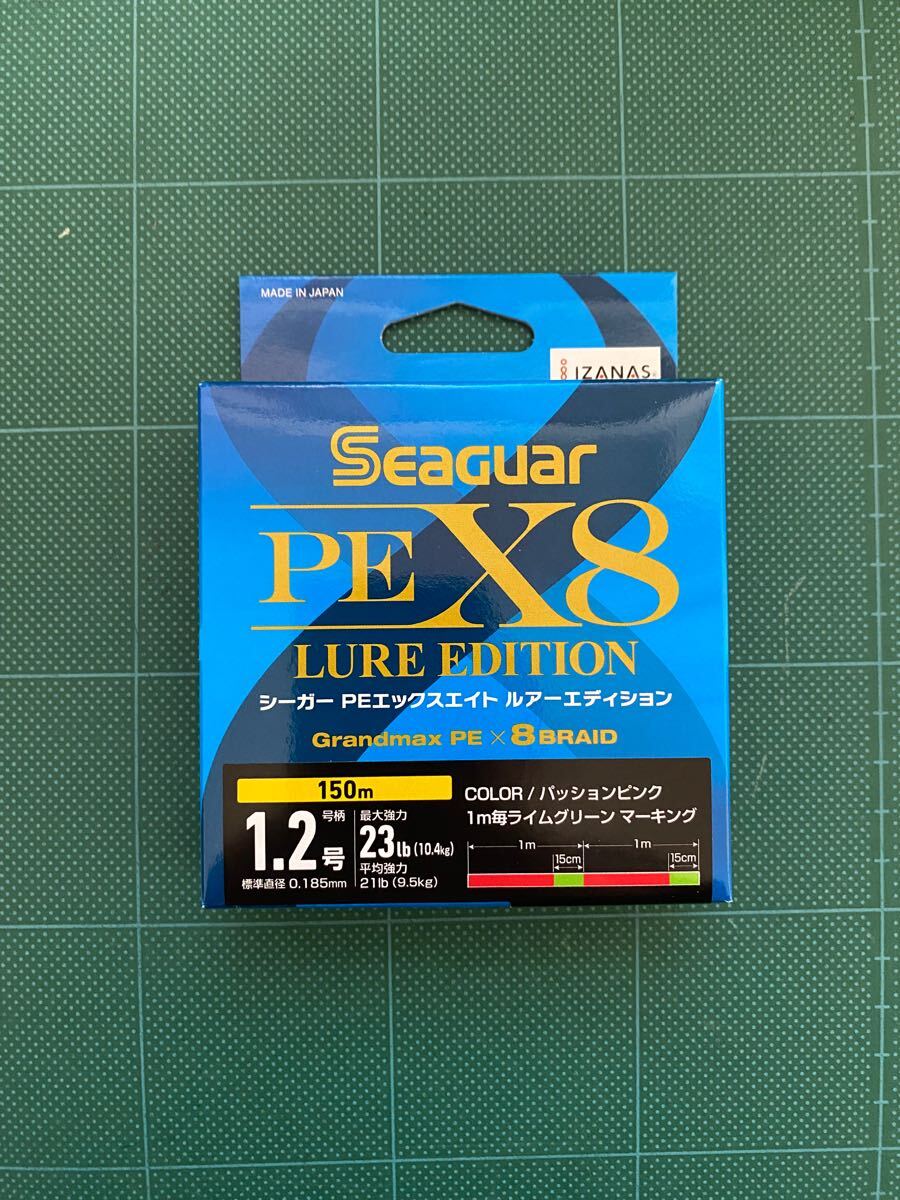 MADE IN JAPAN
IZANAS
Seaguar
PE X8
LURE EDITION
シーガー PEエックスエイト ルアーエディション
Grandmax PE × 8 BRAID
150m
1.2号
号柄
標準直径 0.185mm
最大強力
23lb (10.4kg)
平均強力
21lb (9.5kg)
COLOR / パッションピンク
1m毎ライムグリーン マーキング
1m 1m
15cm 15cm